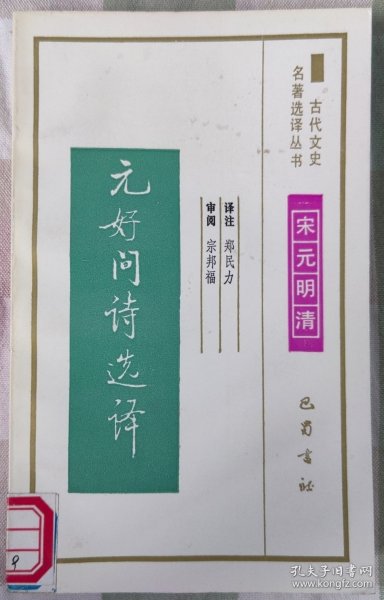 古代文史
名著选译丛书
宋元明清
巴蜀书社
译注 郑民力
审阅 宗邦福
元好问诗选译
9
孔夫子旧书网